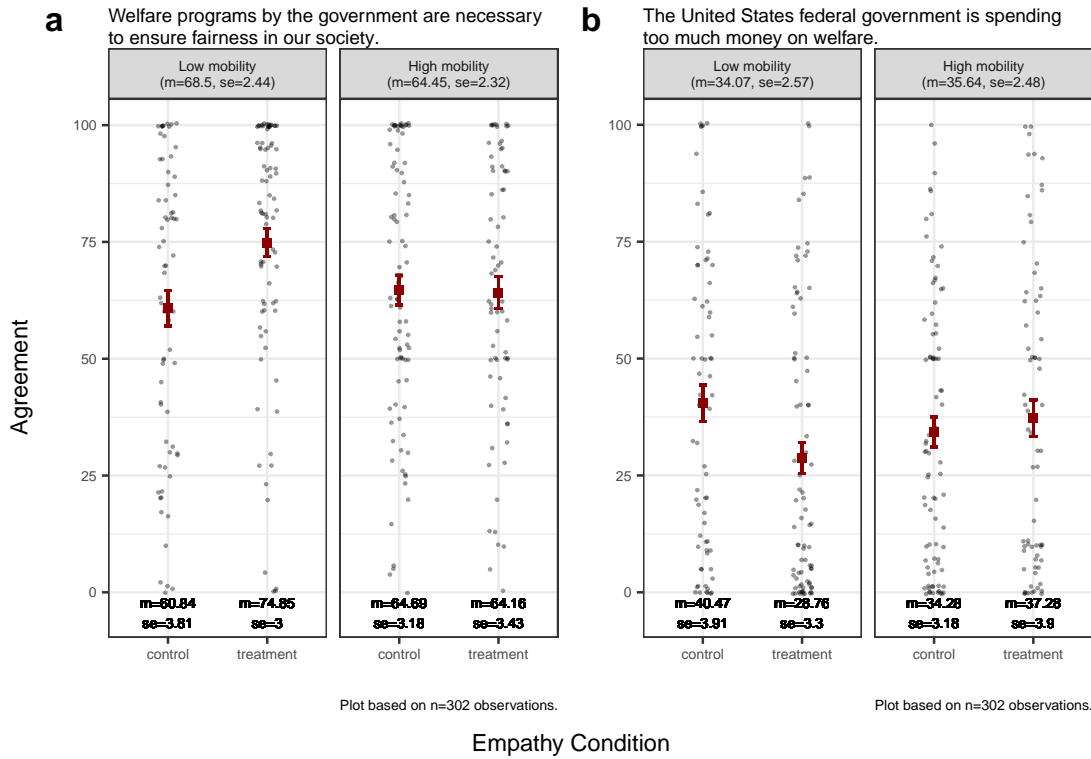 a
Welfare programs by the government are necessary
to ensure fairness in our society.
Low mobility
(m=68.5, se=2.44)
High mobility
(m=64.45, se=2.32)
100
75
50
25
0
m=60.84
se=3.81
m=74.85
se=3
m=64.69
se=3.18
m=64.16
se=3.43
control
treatment
control
treatment
Plot based on n=302 observations.
b
The United States federal government is spending
too much money on welfare.
Low mobility
(m=34.07, se=2.57)
High mobility
(m=35.64, se=2.48)
100
75
50
25
0
m=40.47
se=3.91
m=28.76
se=3.3
m=34.28
se=3.18
m=37.28
se=3.9
control
treatment
control
treatment
Plot based on n=302 observations.
Agreement
Empathy Condition